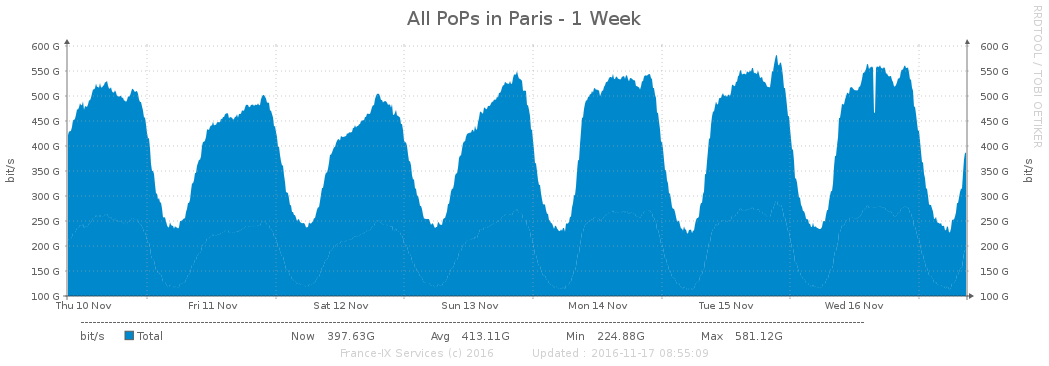 All PoPs in Paris - 1 Week
RRDTOOL / TOBI OETIKER
600 G 600 G
550 G 550 G
500 G 500 G
450 G 450 G
400 G 400 G
350 G 350 G
300 G 300 G
250 G 250 G
200 G 200 G
150 G 150 G
100 G 100 G
bit/s
bit/s
Thu 10 Nov Fri 11 Nov Sat 12 Nov Sun 13 Nov Mon 14 Nov Tue 15 Nov Wed 16 Nov
bit/s Total Now 397.63G Avg 413.11G Min 224.88G Max 581.12G
France-IX Services (c) 2016 Updated : 2016-11-17 08:55:09